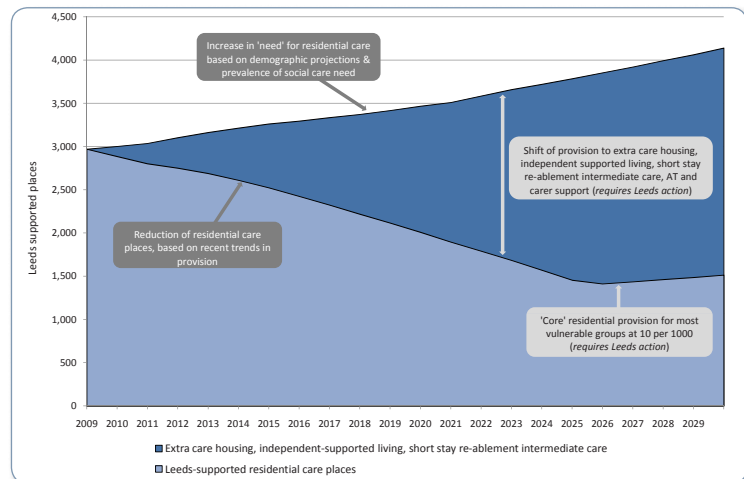 4,500
4,000
3,500
3,000
2,500
2,000
1,500
1,000
500
0
Leeds supported places
Increase in 'need' for residential care
based on demographic projections &
prevalence of social care need
Shift of provision to extra care housing,
independent supported living, short stay
re-ablement intermediate care, AT and
carer support (requires Leeds action)
Reduction of residential care
places, based on recent trends in
provision
'Core' residential provision for most
vulnerable groups at 10 per 1000
(requires Leeds action)
2009 2010 2011 2012 2013 2014 2015 2016 2017 2018 2019 2020 2021 2022 2023 2024 2025 2026 2027 2028 2029
Extra care housing, independent-supported living, short stay re-ablement intermediate care
Leeds-supported residential care places